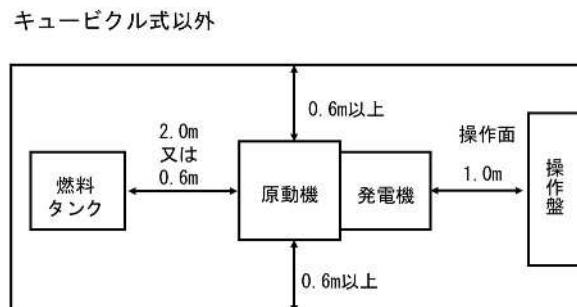 キュービクル式以外
0.6m以上
2.0m
又は
0.6m
操作面
1.0m
燃料
タンク
原動機
発電機
操作盤
0.6m以上